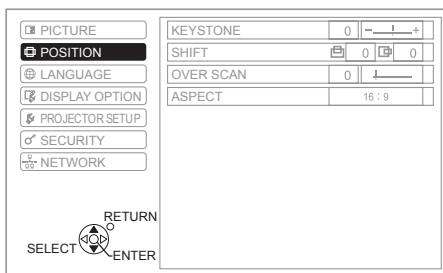 PICTURE
POSITION
LANGUAGE
DISPLAY OPTION
PROJECTOR SETUP
SECURITY
NETWORK
KEYSTONE 0 - +
SHIFT 0 0
OVER SCAN 0
ASPECT 16 : 9
RETURN
SELECT
ENTER